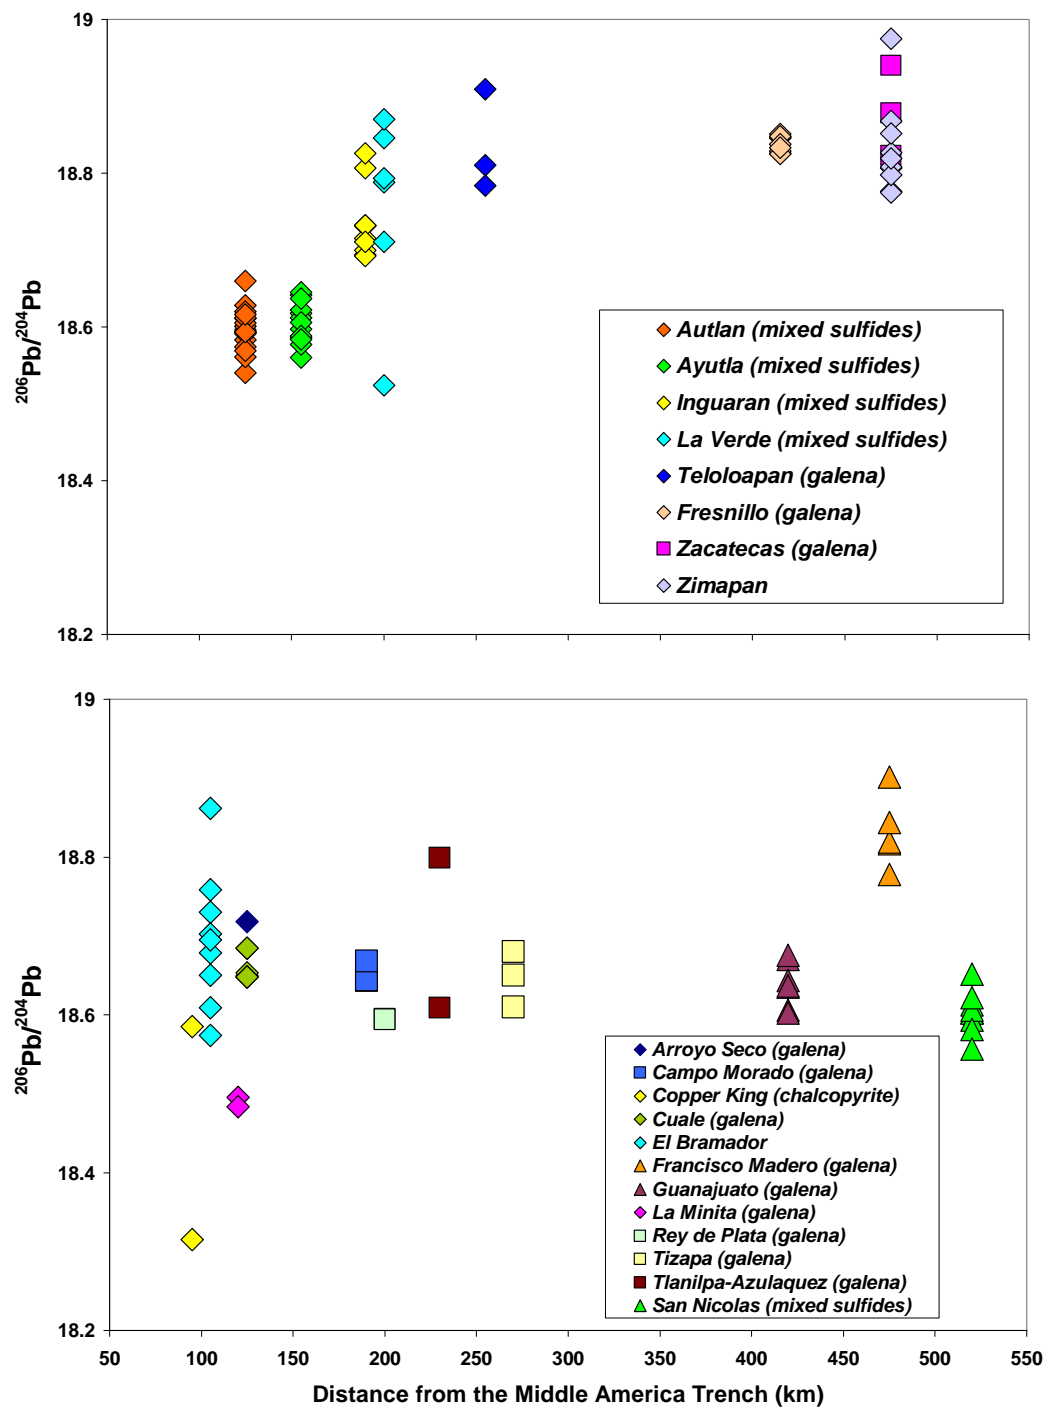 19
18.8
18.6
18.4
18.2
206Pb/204Pb
Autlan (mixed sulfides)
Ayutla (mixed sulfides)
Inguaran (mixed sulfides)
La Verde (mixed sulfides)
Teloloapan (galena)
Fresnillo (galena)
Zacatecas (galena)
Zimapan
19
18.8
18.6
18.4
18.2
206Pb/204Pb
Arroyo Seco (galena)
Campo Morado (galena)
Copper King (chalcopyrite)
Cuale (galena)
El Bramador
Francisco Madero (galena)
Guanajuato (galena)
La Minita (galena)
Rey de Plata (galena)
Tizapa (galena)
Tlanilpa-Azulaquez (galena)
San Nicolas (mixed sulfides)
50 100 150 200 250 300 350 400 450 500 550
Distance from the Middle America Trench (km)